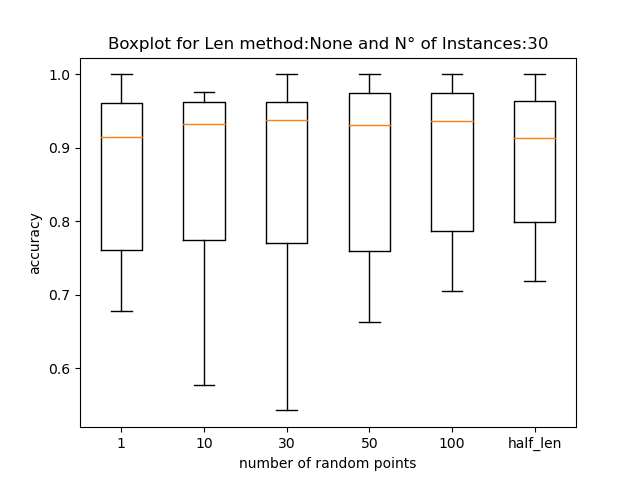 Boxplot for Len method:None and N° of Instances:30
1.0
0.9
0.8
0.7
0.6
accuracy
1 10 30 50 100 half_len
number of random points